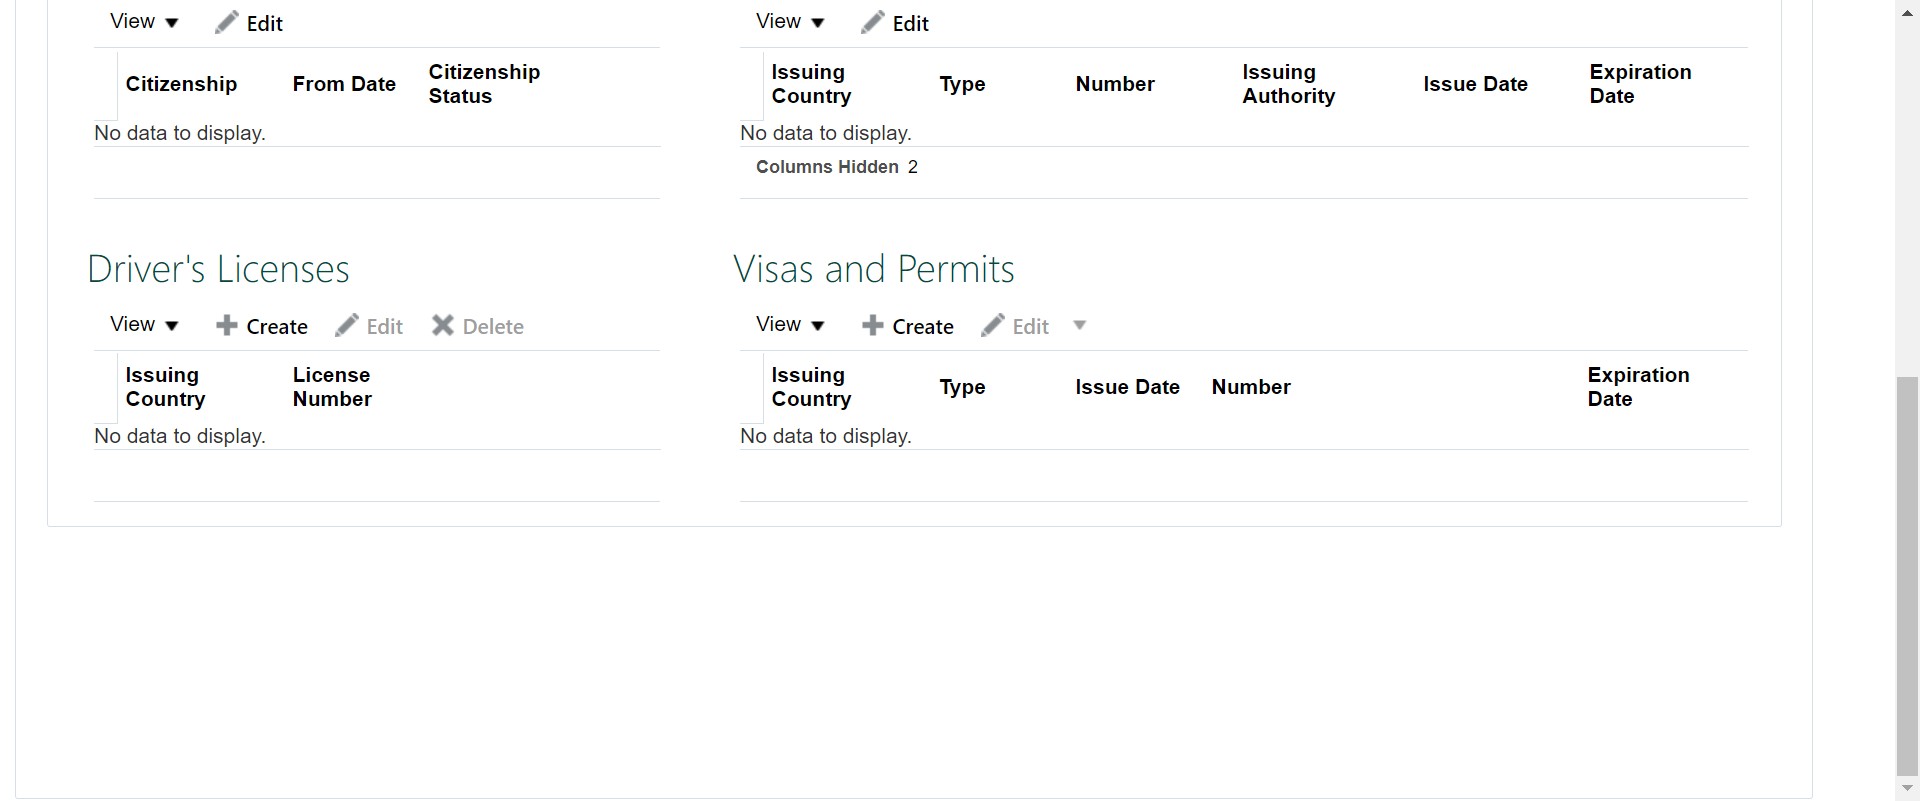 View Edit
Citizenship From Date Citizenship Status
No data to display.
View Edit
Issuing Country Type Number Issuing Authority Issue Date Expiration Date
No data to display.
Columns Hidden 2
Driver's Licenses
View Create Edit Delete
Issuing Country License Number
No data to display.
Visas and Permits
View Create Edit
Issuing Country Type Issue Date Number Expiration Date
No data to display.